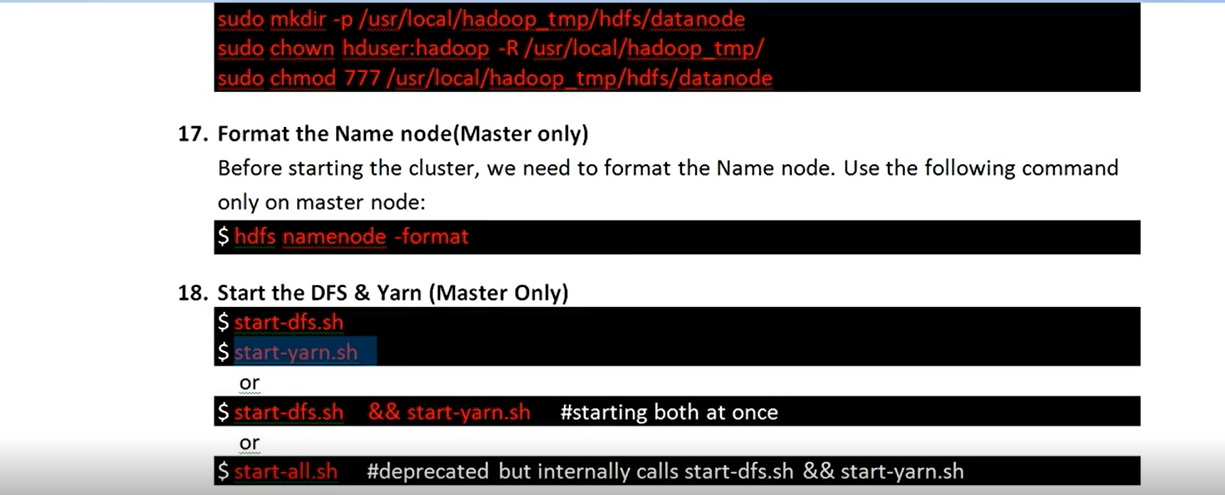 sudo mkdir -p /usr/local/hadoop_tmp/hdfs/datanode
sudo chown hduser:hadoop -R /usr/local/hadoop_tmp/
sudo chmod 777 /usr/local/hadoop_tmp/hdfs/datanode
17. Format the Name node(Master only)
Before starting the cluster, we need to format the Name node. Use the following command
only on master node:
$ hdfs namenode -format
18. Start the DFS & Yarn (Master Only)
$ start-dfs.sh
$ start-yarn.sh
or
$ start-dfs.sh && start-yarn.sh #starting both at once
or
$ start-all.sh #deprecated but internally calls start-dfs.sh && start-yarn.sh